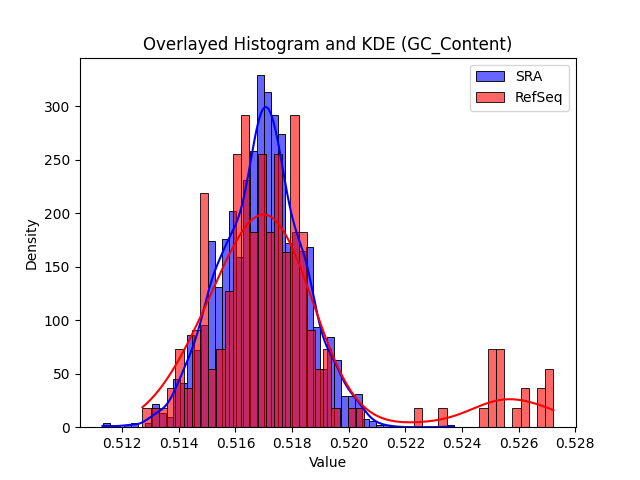 Overlayed Histogram and KDE (GC_Content)
SRA
RefSeq
Density
300
250
200
150
100
50
0
0.512 0.514 0.516 0.518 0.520 0.522 0.524 0.526 0.528
Value